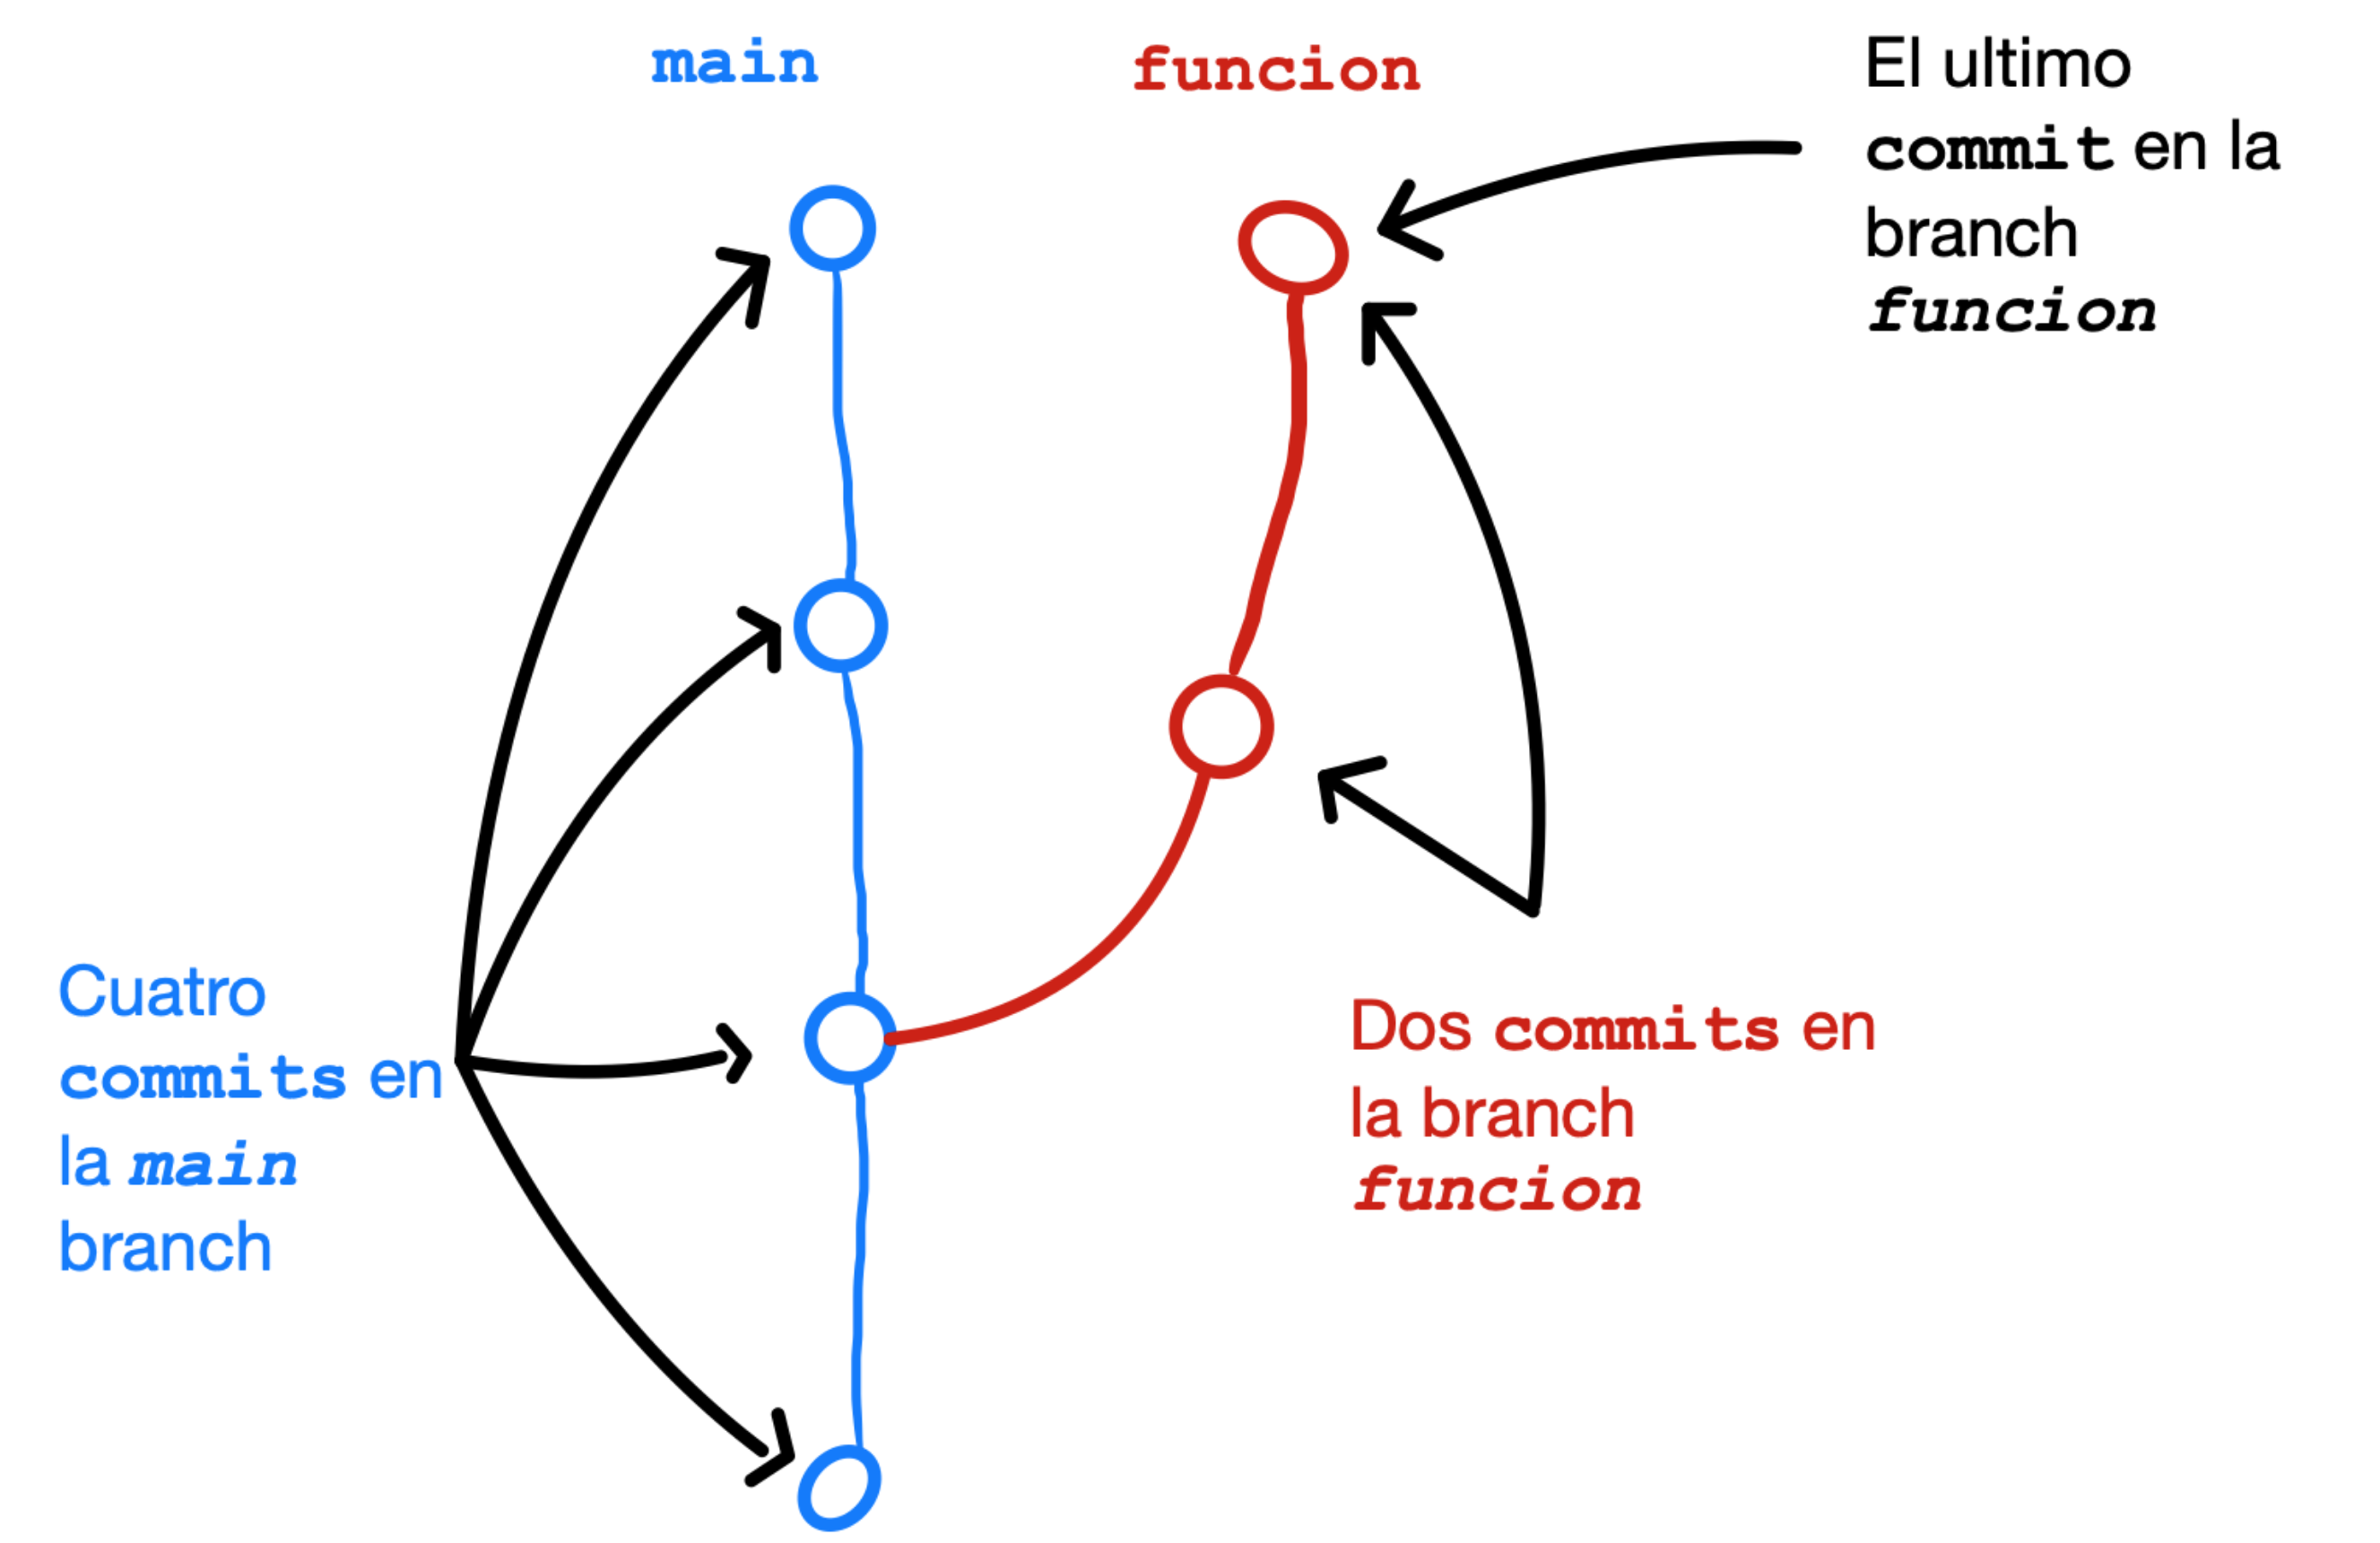 main
funcion
El ultimo
commit en la
branch
funcion
Cuatro
commits en
la main
branch
Dos commits en
la branch
funcion